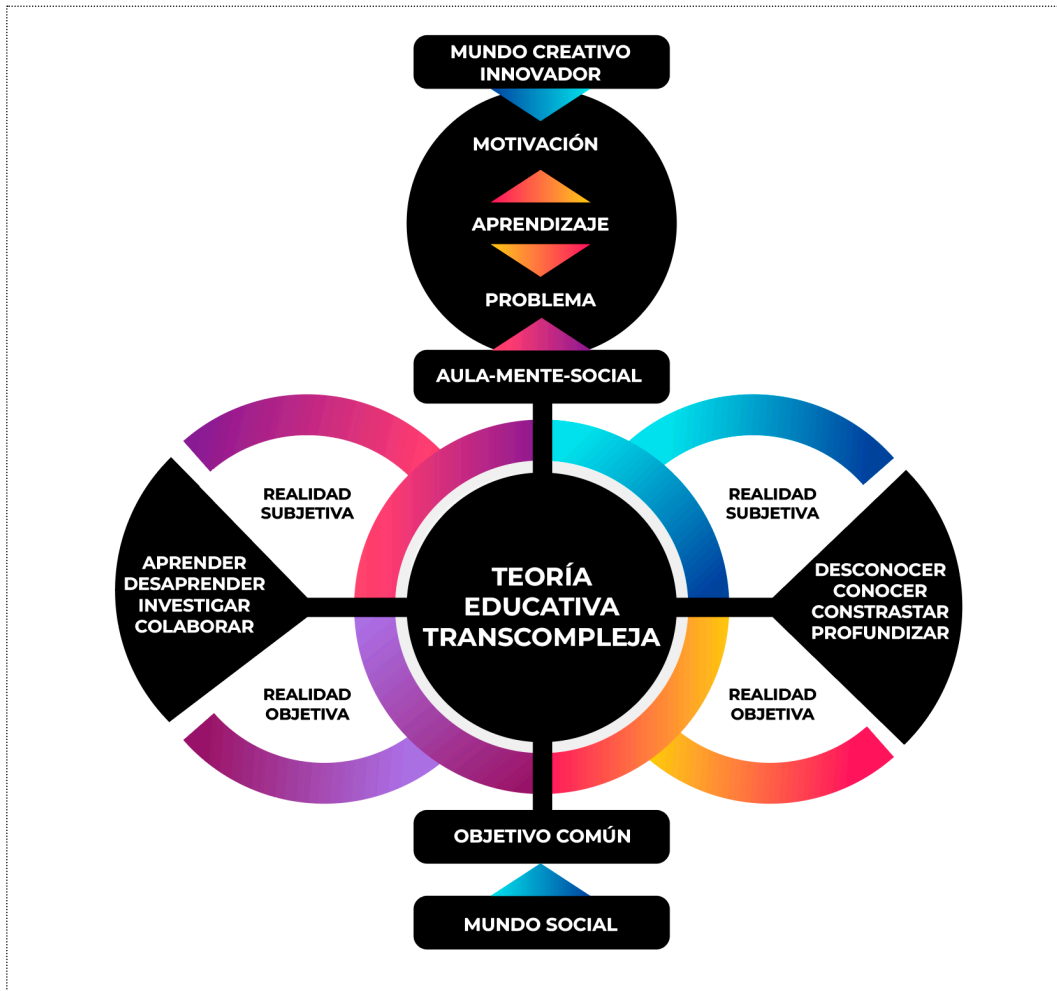 MUNDO CREATIVO
INNOVADOR
MOTIVACIÓN
APRENDIZAJE
PROBLEMA
AULA-MENTE-SOCIAL
REALIDAD
SUBJETIVA
REALIDAD
SUBJETIVA
APRENDER
DESAPRENDER
INVESTIGAR
COLABORAR
TEORÍA
EDUCATIVA
TRANSCOMPLEJA
DESCONOCER
CONOCER
CONSTRASTAR
PROFUNDIZAR
REALIDAD
OBJETIVA
REALIDAD
OBJETIVA
OBJETIVO COMÚN
MUNDO SOCIAL